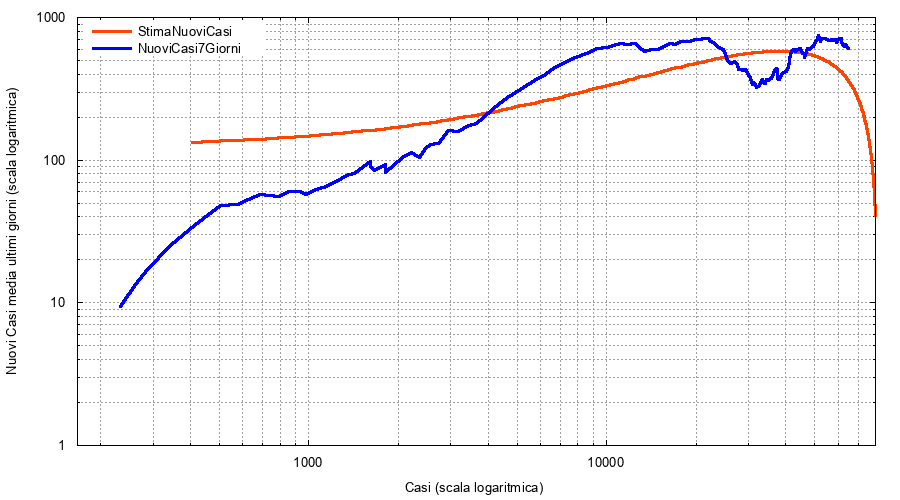 1000
StimaNuoviCasi
NuoviCasi7Giorni
100
10
1
Nuovi Casi media ultimi giorni (scala logaritmica)
1000
10000
Casi (scala logaritmica)